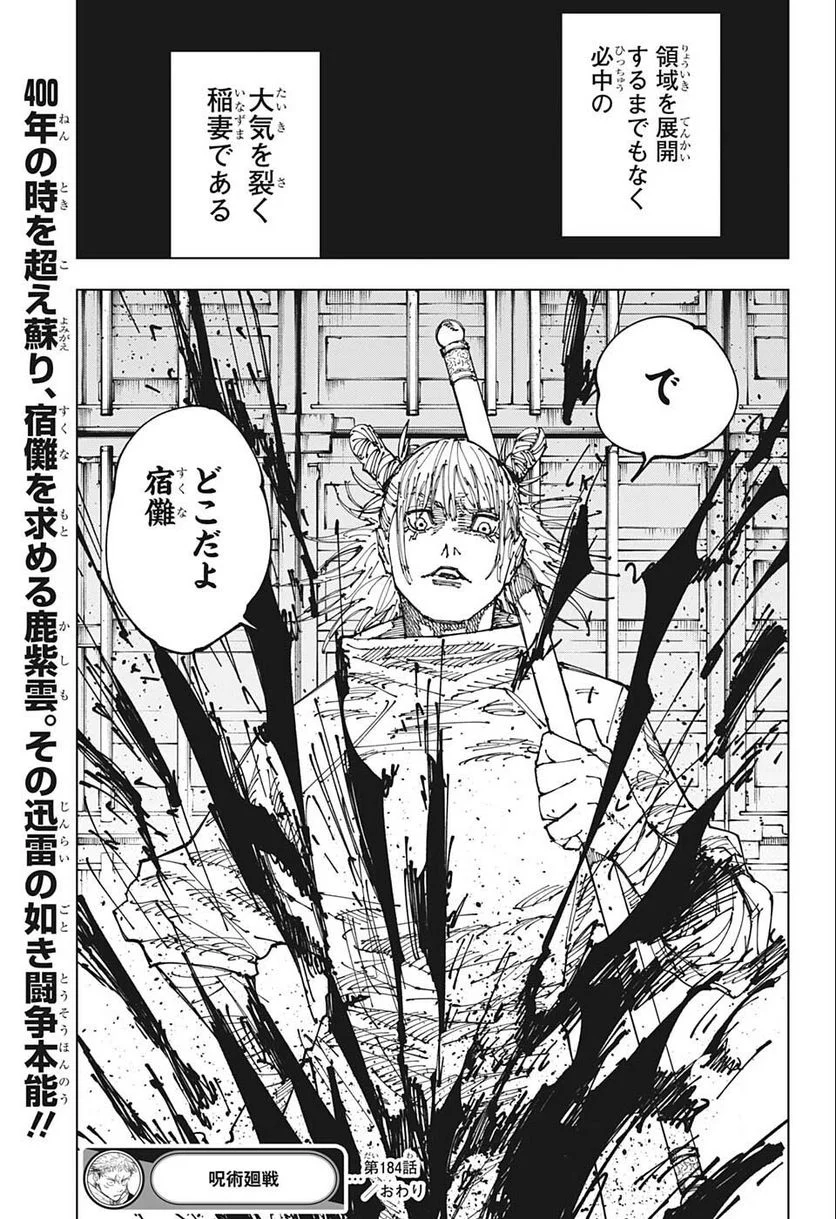 領域を展開
するまでもなく
必中の
大気を裂く
稲妻である
で
どこだよ
宿儺
400年の時を超え蘇り、宿儺を求める鹿紫雲。その迅雷の如き闘争本能!!
呪術廻戦
第184話
おわり